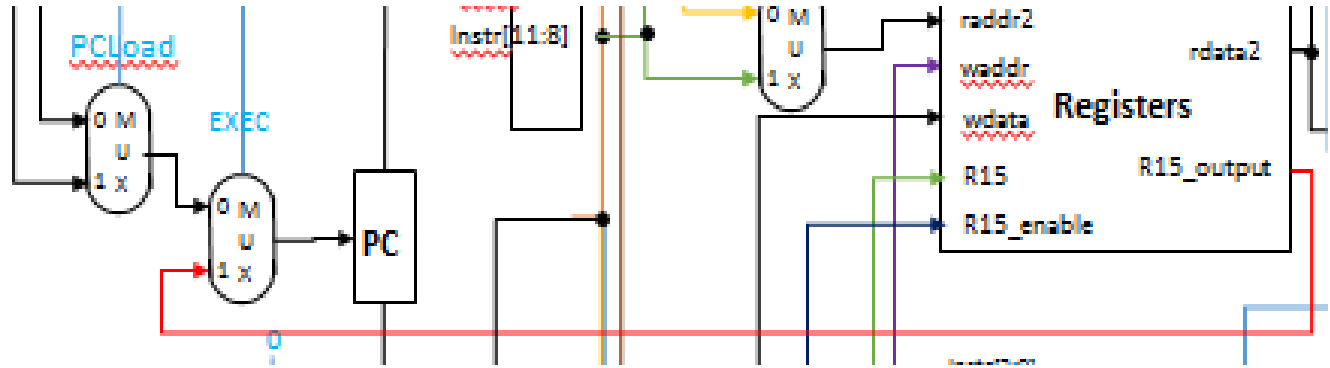 PCLoad
0 M
U
1 X
EXEC
0 M
U
1 X
PC
0
Instr[11:8]
0 M
U
1 X
raddr2
waddr
wdata
R15
R15_enable
Registers
rdata2
R15_output